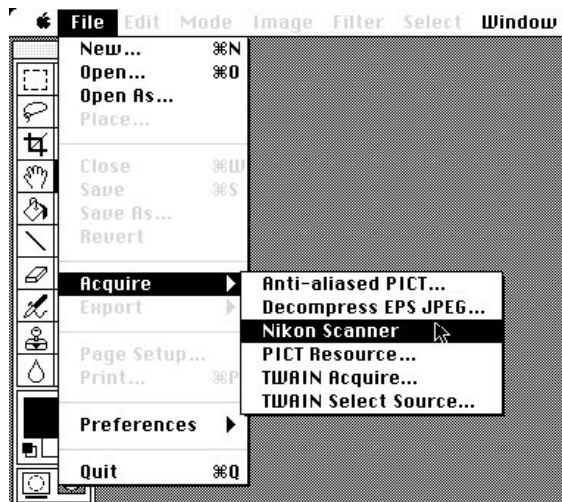 File Edit Mode Image Filter Select Window
New... ⌘N
Open... ⌘O
Open As...
Place...
Close ⌘W
Save ⌘S
Save As...
Revert
Acquire
Export
Page Setup...
Print... ⌘P
Preferences
Quit ⌘Q
Anti-aliased PICT...
Decompress EPS JPEG...
Nikon Scanner
PICT Resource...
TWAIN Acquire...
TWAIN Select Source...